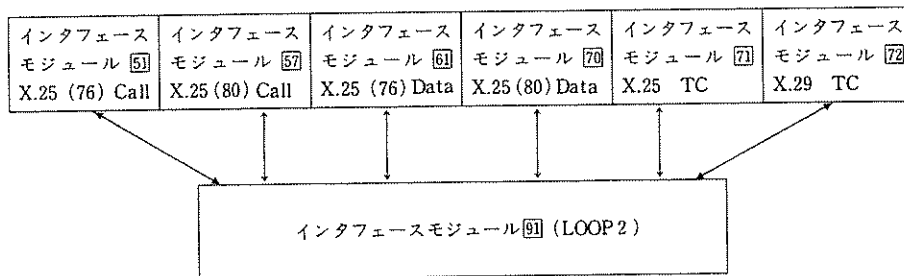 インタフェース
モジュール 51
X.25 (76) Call
インタフェース
モジュール 57
X.25 (80) Call
インタフェース
モジュール 61
X.25 (76) Data
インタフェース
モジュール 70
X.25 (80) Data
インタフェース
モジュール 71
X.25 TC
インタフェース
モジュール 72
X.29 TC
インタフェースモジュール 91 (LOOP 2)